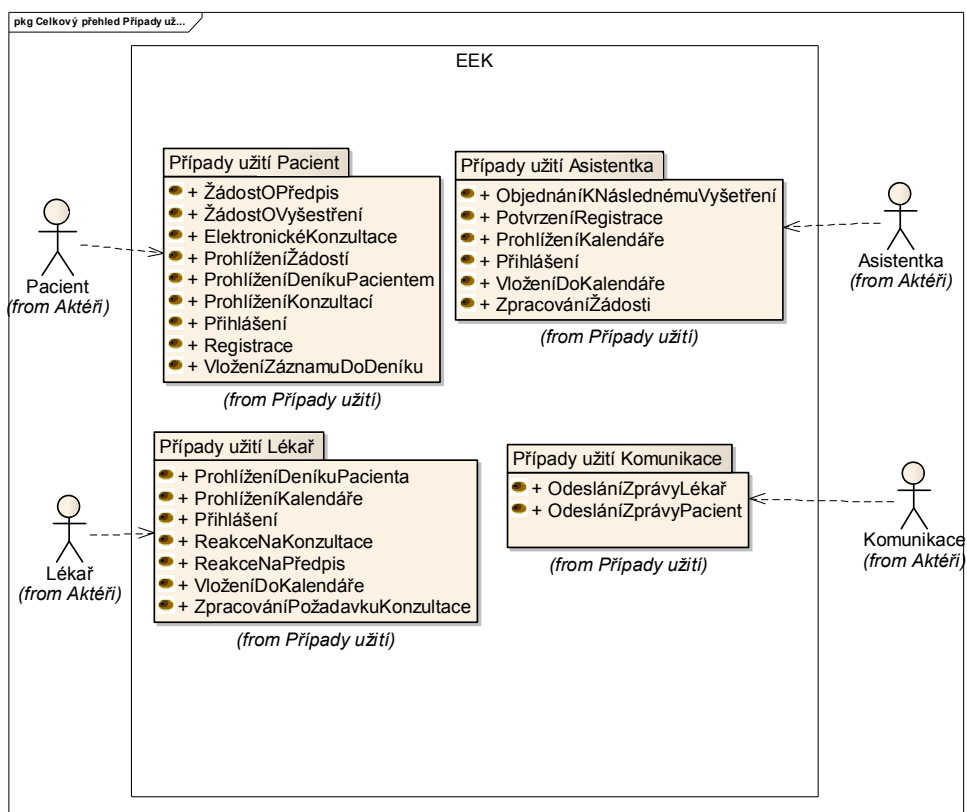 pkg Celkový přehled Případy už...
EEK
Případy užití Pacient
+ ŽádostOPředpis
+ ŽádostOVyšestření
+ ElektronickéKonzultace
+ ProhlíženíŽádostí
+ ProhlíženíDeníkuPacientem
+ ProhlíženíKonzultací
+ Přihlášení
+ Registrace
+ VloženíZáznamuDoDeníku
(from Případy užití)
Případy užití Asistentka
+ ObjednáníKNáslednémuVyšetření
+ PotvrzeníRegistrace
+ ProhlíženíKalendáře
+ Přihlášení
+ VloženíDoKalendáře
+ ZpracováníŽádosti
(from Případy užití)
Pacient
(from Aktéři)
Asistentka
(from Aktéři)
Případy užití Lékař
+ ProhlíženíDeníkuPacienta
+ ProhlíženíKalendáře
+ Přihlášení
+ ReakceNaKonzultace
+ ReakceNaPředpis
+ VloženíDoKalendáře
+ ZpracováníPožadavkuKonzultace
(from Případy užití)
Případy užití Komunikace
+ OdesláníZprávyLékař
+ OdesláníZprávyPacient
(from Případy užití)
Lékař
(from Aktéři)
Komunikace
(from Aktéři)